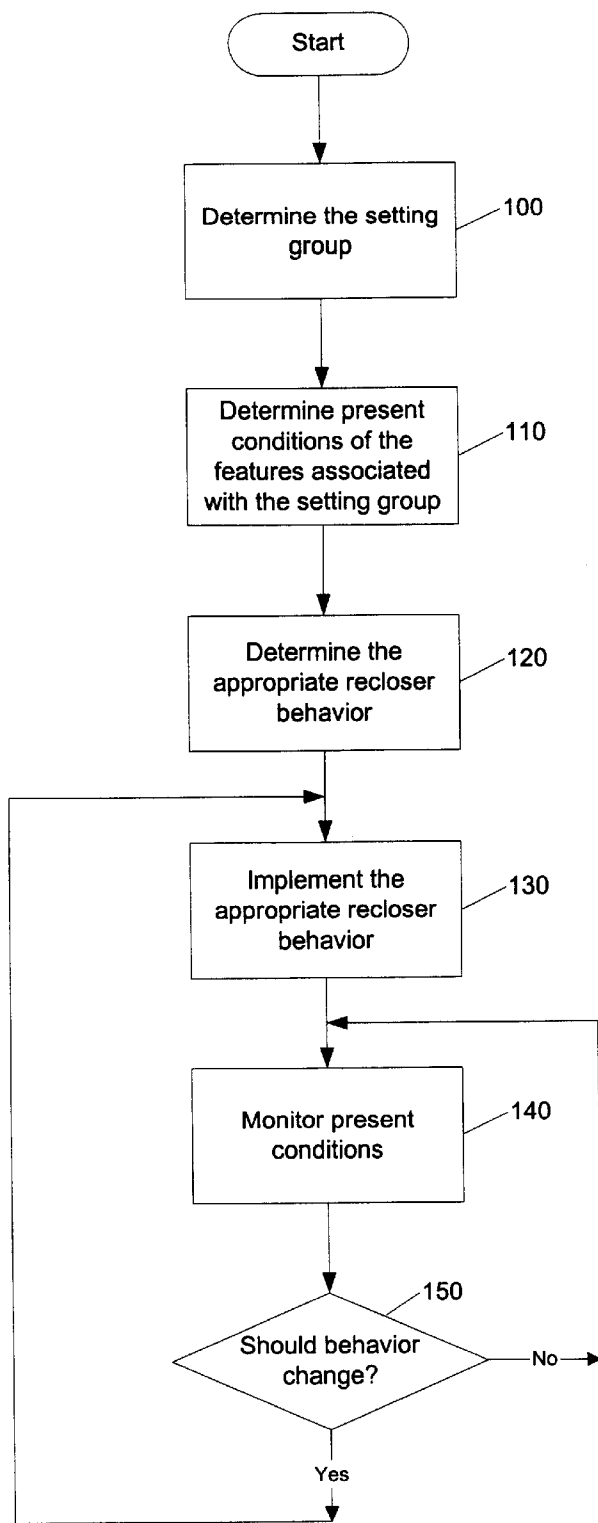 Start
Determine the setting
group
100
Determine present
conditions of the
features associated
with the setting group
110
Determine the
appropriate recloser
behavior
120
Implement the
appropriate recloser
behavior
130
Monitor present
conditions
140
150
Should behavior
change?
No
Yes